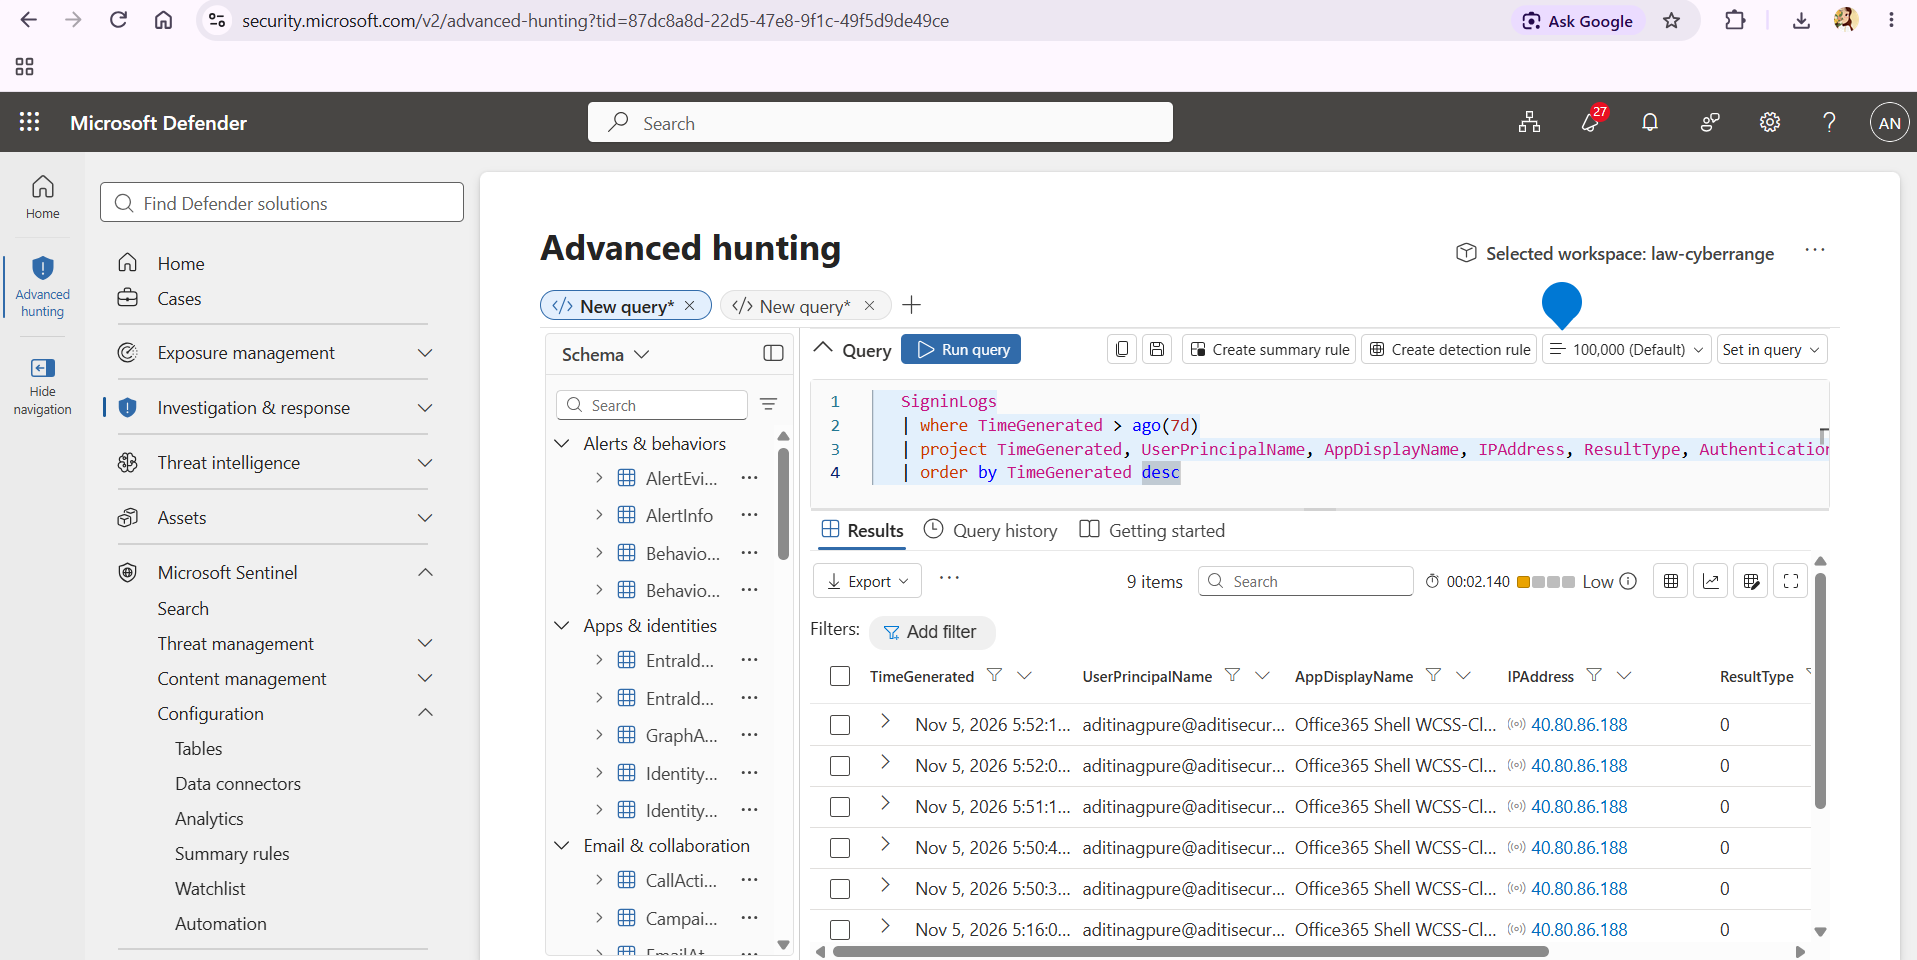 security.microsoft.com/v2/advanced-hunting?tid=87dc8a8d-22d5-47e8-9f1c-49f5d9de49ce
Ask Google
Microsoft Defender
Search
27
AN
Home
Advanced hunting
Hide navigation
Find Defender solutions
Home
Cases
Exposure management
Investigation & response
Threat intelligence
Assets
Microsoft Sentinel
Search
Threat management
Content management
Configuration
Tables
Data connectors
Analytics
Summary rules
Watchlist
Automation
Advanced hunting
Selected workspace: law-cyberrange
New query*
New query*
Schema
Search
Alerts & behaviors
AlertEvi...
AlertInfo
Behavio...
Behavio...
Apps & identities
EntraId...
EntraId...
GraphA...
Identity...
Identity...
Email & collaboration
CallActi...
Campai...
EmailAt
Query
Run query
Create summary rule
Create detection rule
100,000 (Default)
Set in query
1 SigninLogs
2 | where TimeGenerated > ago(7d)
3 | project TimeGenerated, UserPrincipalName, AppDisplayName, IPAddress, ResultType, Authentication
4 | order by TimeGenerated desc
Results
Query history
Getting started
Export
9 items
Search
00:02.140
Low
Filters:
Add filter
TimeGenerated UserPrincipalName AppDisplayName IPAddress ResultType
Nov 5, 2026 5:52:1... aditinagpure@aditisecur... Office365 Shell WCSS-Cl... 40.80.86.188 0
Nov 5, 2026 5:52:0... aditinagpure@aditisecur... Office365 Shell WCSS-Cl... 40.80.86.188 0
Nov 5, 2026 5:51:1... aditinagpure@aditisecur... Office365 Shell WCSS-Cl... 40.80.86.188 0
Nov 5, 2026 5:50:4... aditinagpure@aditisecur... Office365 Shell WCSS-Cl... 40.80.86.188 0
Nov 5, 2026 5:50:3... aditinagpure@aditisecur... Office365 Shell WCSS-Cl... 40.80.86.188 0
Nov 5, 2026 5:16:0... aditinagpure@aditisecur... Office365 Shell WCSS-Cl... 40.80.86.188 0